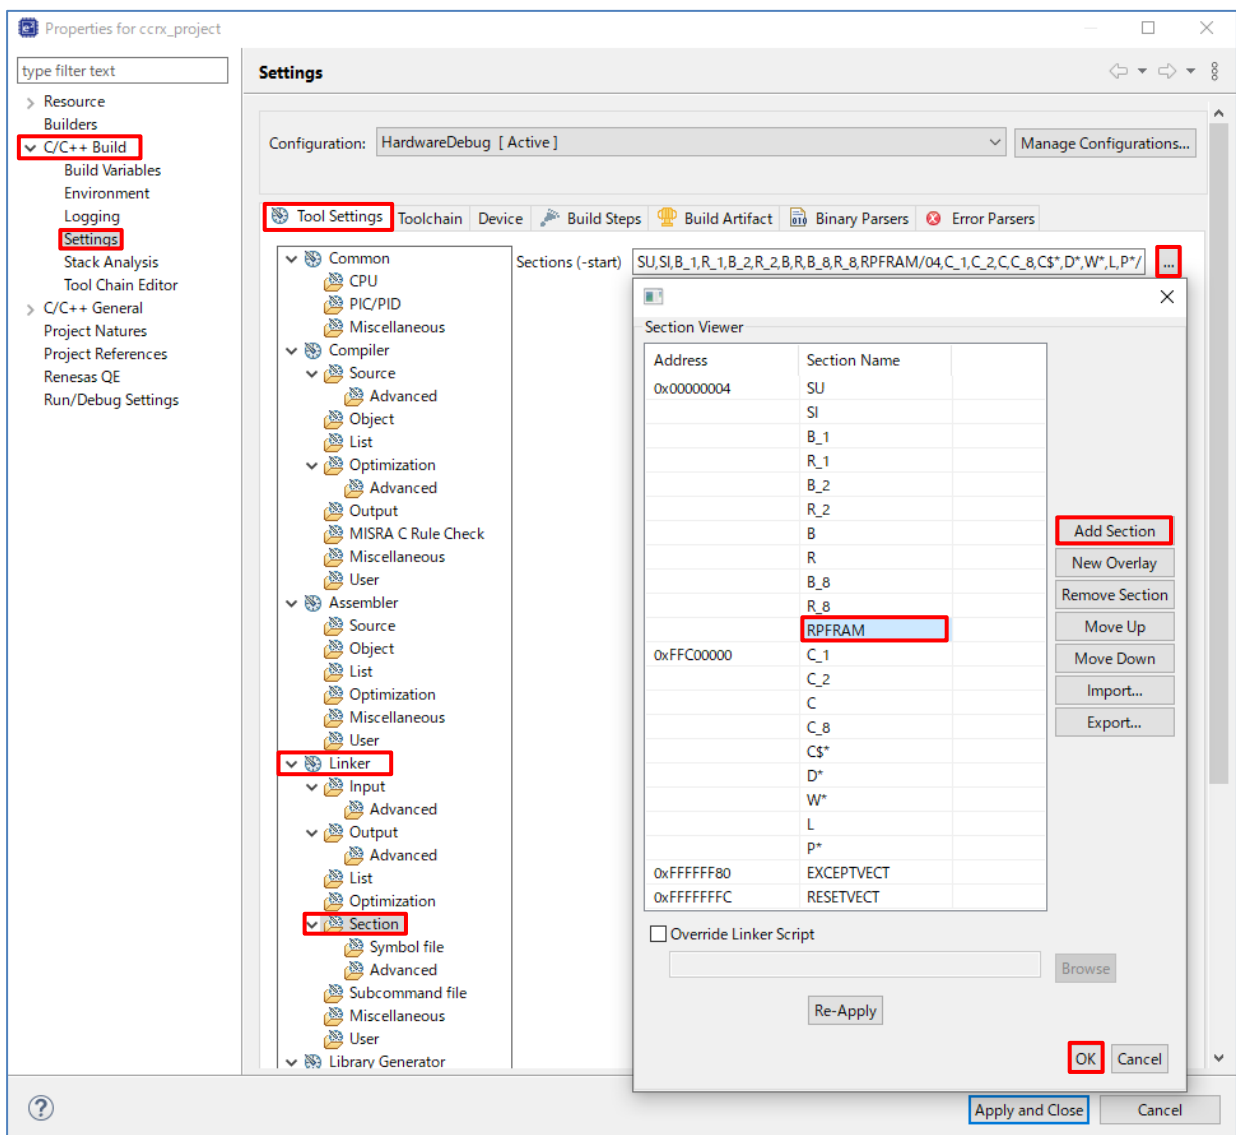 Properties for ccrx_project
type filter text
Resource
Builders
C/C++ Build
Build Variables
Environment
Logging
Settings
Stack Analysis
Tool Chain Editor
C/C++ General
Project Natures
Project References
Renesas QE
Run/Debug Settings
Settings
Configuration:
HardwareDebug [ Active ]
Manage Configurations...
Tool Settings
Toolchain
Device
Build Steps
Build Artifact
Binary Parsers
Error Parsers
Common
CPU
PIC/PID
Miscellaneous
Compiler
Source
Advanced
Object
List
Optimization
Advanced
Output
MISRA C Rule Check
Miscellaneous
User
Assembler
Source
Object
List
Optimization
Miscellaneous
User
Linker
Input
Advanced
Output
Advanced
List
Optimization
Section
Symbol file
Advanced
Subcommand file
Miscellaneous
User
Library Generator
Sections (-start)
SU,SI,B_1,R_1,B_2,R_2,B,R,B_8,R_8,RPFRAM/04,C_1,C_2,C,C_8,C$*,D*,W*,L,P*/
...
Section Viewer
Address Section Name
0x00000004 SU
SI
B_1
R_1
B_2
R_2
B
R
B_8
R_8
RPFRAM
0xFFC00000 C_1
C_2
C
C_8
C$*
D*
W*
L
P*
0xFFFFFF80 EXCEPTVECT
0xFFFFFFFC RESETVECT
Add Section
New Overlay
Remove Section
Move Up
Move Down
Import...
Export...
Override Linker Script
Browse
Re-Apply
OK
Cancel
?
Apply and Close
Cancel